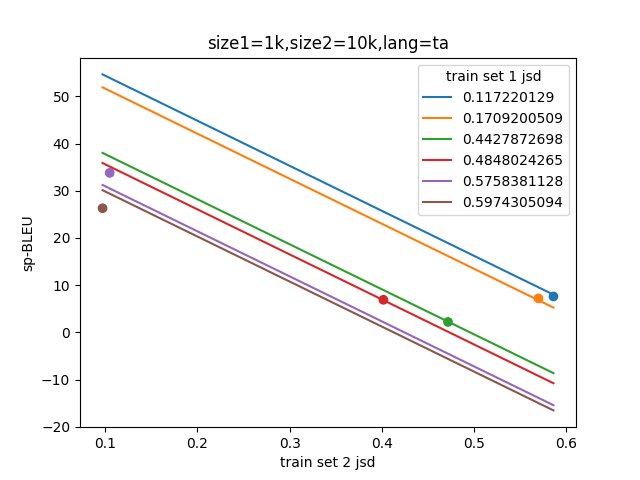 size1=1k,size2=10k,lang=ta
train set 1 jsd
0.117220129
0.1709200509
0.4427872698
0.4848024265
0.5758381128
0.5974305094
sp-BLEU
50
40
30
20
10
0
−10
−20
0.1 0.2 0.3 0.4 0.5 0.6
train set 2 jsd